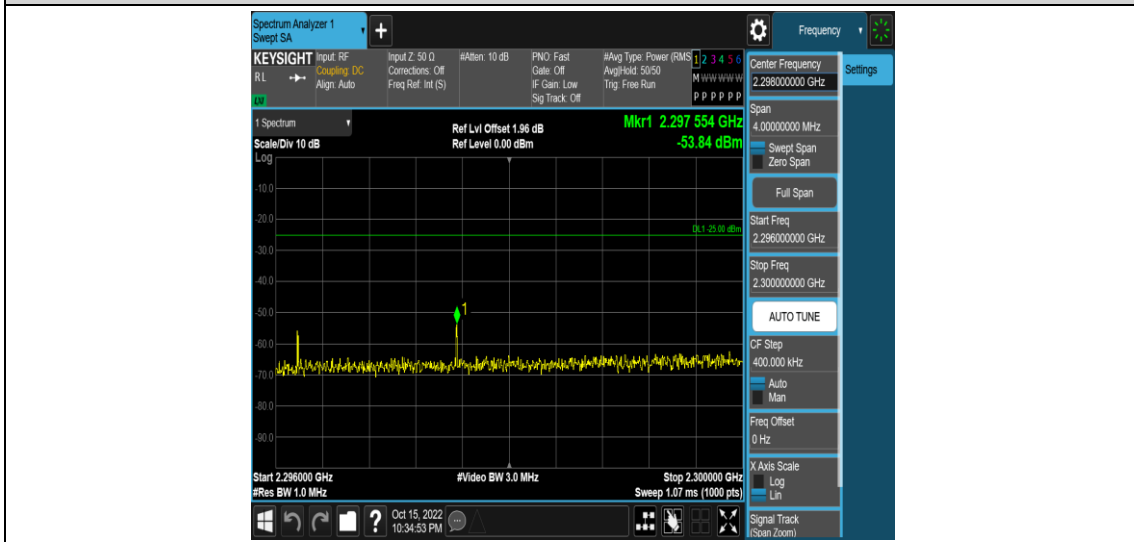 Spectrum Analyzer 1
Swept SA
+
Frequency
KEYSIGHT
RL
LXI
Input: RF
Coupling: DC
Align: Auto
Input Z: 50 Ω
Corrections: Off
Freq Ref: Int (S)
#Atten: 10 dB
PNO: Fast
Gate: Off
IF Gain: Low
Sig Track: Off
#Avg Type: Power (RMS
Avg|Hold: 50/50
Trig: Free Run
1 2 3 4 5 6
M W W W W W
P P P P P P
1 Spectrum
Scale/Div 10 dB
Log
Ref Lvl Offset 1.96 dB
Ref Level 0.00 dBm
Mkr1 2.297 554 GHz
-53.84 dBm
-10.0
-20.0
DL1 -25.00 dBm
-30.0
-40.0
-50.0
1
-60.0
-70.0
-80.0
-90.0
Start 2.296000 GHz
#Res BW 1.0 MHz
#Video BW 3.0 MHz
Stop 2.300000 GHz
Sweep 1.07 ms (1000 pts)
Center Frequency
2.298000000 GHz
Settings
Span
4.00000000 MHz
Swept Span
Zero Span
Full Span
Start Freq
2.296000000 GHz
Stop Freq
2.300000000 GHz
AUTO TUNE
CF Step
400.000 kHz
Auto
Man
Freq Offset
0 Hz
X Axis Scale
Log
Lin
Signal Track
(Span Zoom)
?
Oct 15, 2022
10:34:53 PM